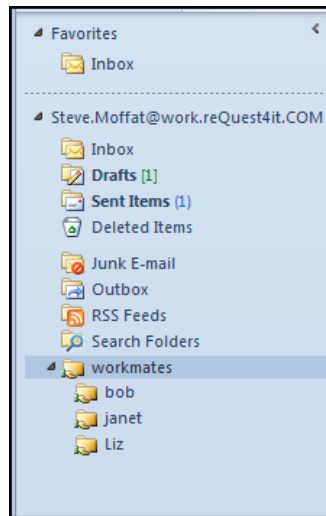 Favorites
Inbox
Steve.Moffat@work.reQuest4it.COM
Inbox
Drafts [1]
Sent Items (1)
Deleted Items
Junk E-mail
Outbox
RSS Feeds
Search Folders
workmates
bob
janet
Liz